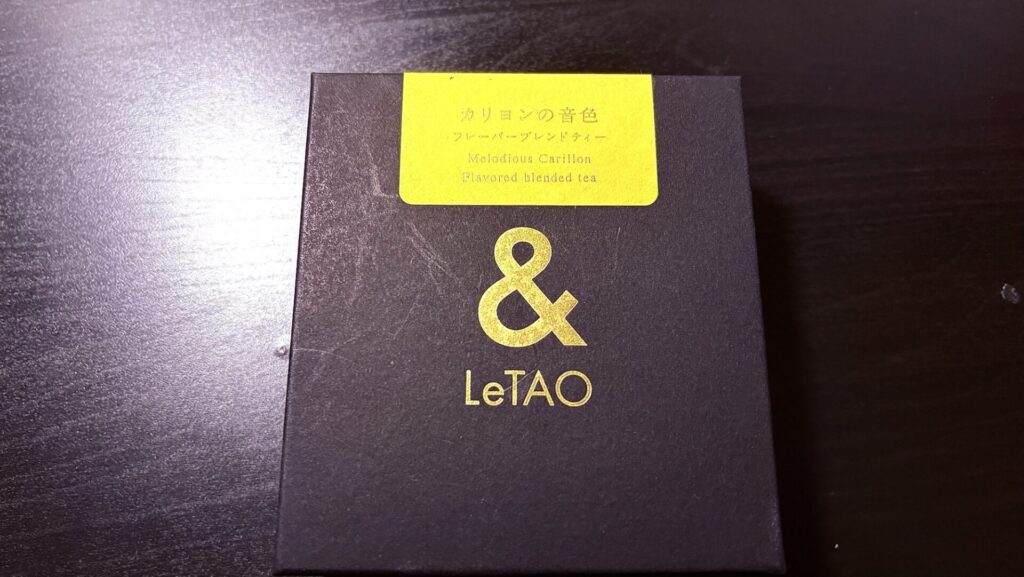 カリヨンの音色
フレーバーブレンドティー
Melodious Carillon
Flavored blended tea
&
LeTAO